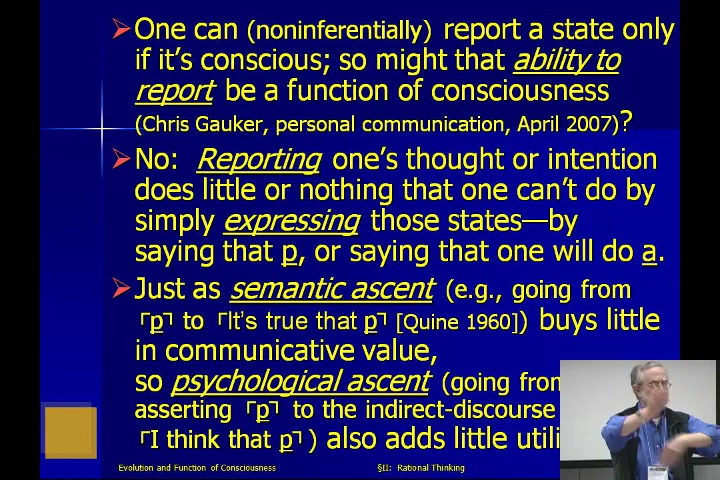 One can (noninferentially) report a state only
if it's conscious; so might that ability to
report be a function of consciousness
(Chris Gauker, personal communication, April 2007)?
No: Reporting one's thought or intention
does little or nothing that one can't do by
simply expressing those states—by
saying that p, or saying that one will do a.
Just as semantic ascent (e.g., going from
⌜p⌝ to ⌜It's true that p⌝ [Quine 1960]) buys little
in communicative value,
so psychological ascent (going from
asserting ⌜p⌝ to the indirect-discourse
⌜I think that p⌝) also adds little
Evolution and Function of Consciousness §II: Rational Thinking